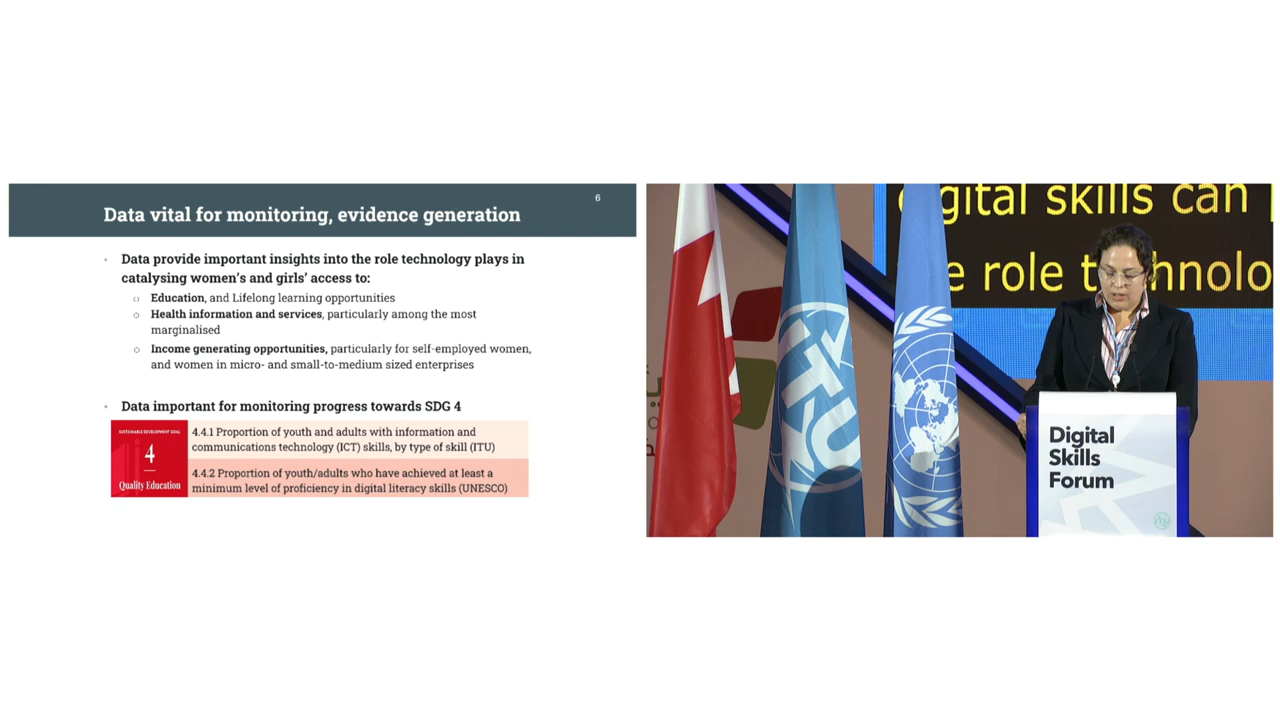 6
Data vital for monitoring, evidence generation
Data provide important insights into the role technology plays in
catalysing women's and girls' access to:
Education, and Lifelong learning opportunities
Health information and services, particularly among the most
marginalised
Income generating opportunities, particularly for self-employed women,
and women in micro- and small-to-medium sized enterprises
Data important for monitoring progress towards SDG 4
SUSTAINABLE DEVELOPMENT GOAL
4
Quality Education
4.4.1 Proportion of youth and adults with information and
communications technology (ICT) skills, by type of skill (ITU)
4.4.2 Proportion of youth/adults who have achieved at least a
minimum level of proficiency in digital literacy skills (UNESCO)
digital skills can
role technolo
ITU
Digital
Skills
Forum